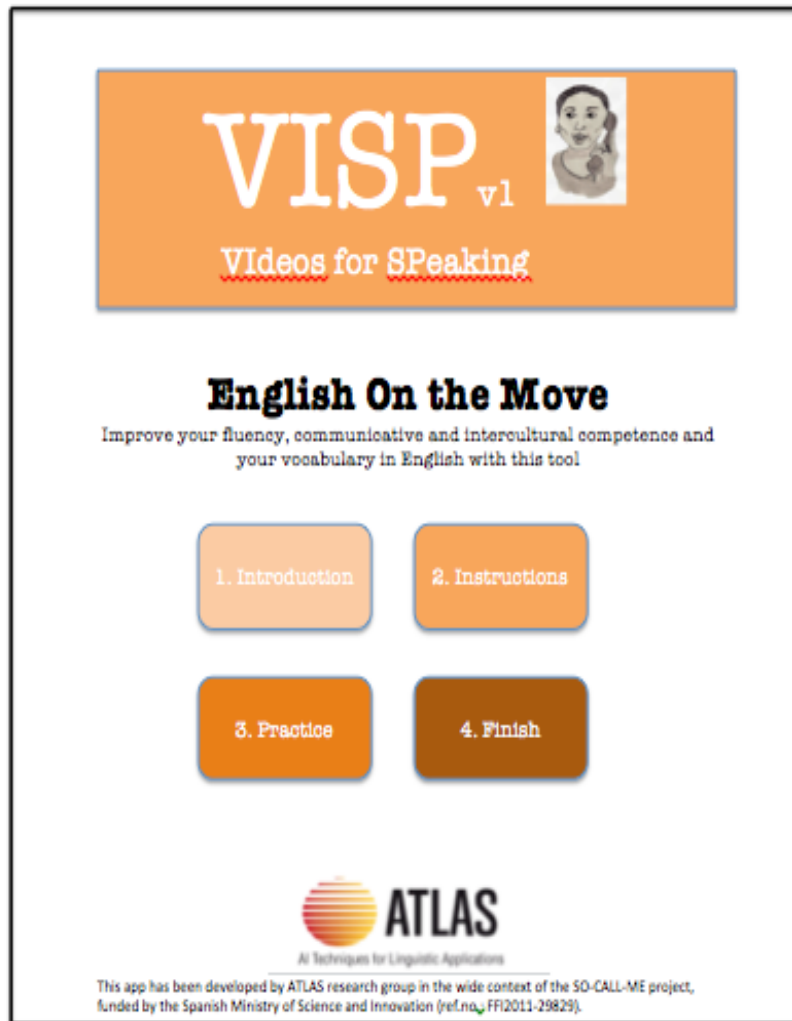 VISP v1
VIdeos for SPeaking
English On the Move
Improve your fluency, communicative and intercultural competence and
your vocabulary in English with this tool
1. Introduction
2. Instructions
3. Practice
4. Finish
ATLAS
AI Techniques for Linguistic Applications
This app has been developed by ATLAS research group in the wide context of the SO-CALL-ME project,
funded by the Spanish Ministry of Science and Innovation (ref.no.: FFI2011-29829).